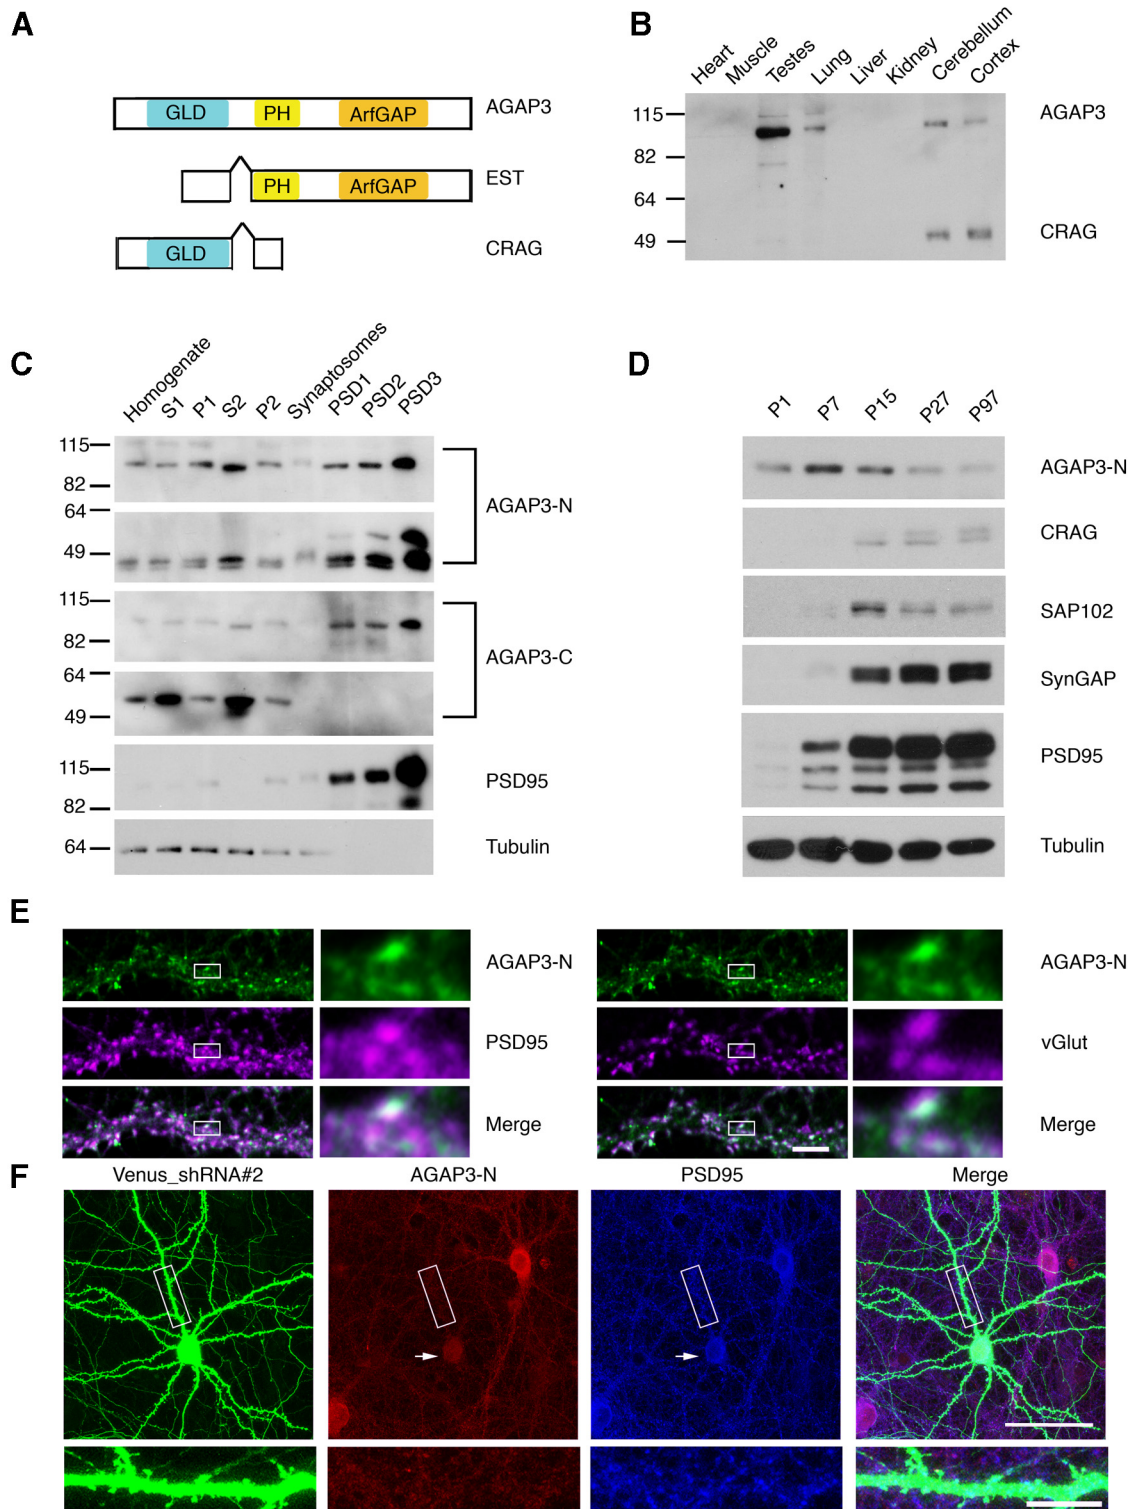 A
GLD PH ArfGAP AGAP3
PH ArfGAP EST
GLD CRAG
B
Heart Muscle Testes Lung Liver Kidney Cerebellum Cortex
115 AGAP3
82
64
49 CRAG
C
Homogenate S1 P1 S2 P2 Synaptosomes PSD1 PSD2 PSD3
115
82
AGAP3-N
64
49
115
82
AGAP3-C
64
49
115
PSD95
82
64 Tubulin
D
P1 P7 P15 P27 P97
AGAP3-N
CRAG
SAP102
SynGAP
PSD95
Tubulin
E
AGAP3-N
PSD95
Merge
AGAP3-N
vGlut
Merge
F
Venus_shRNA#2 AGAP3-N PSD95 Merge